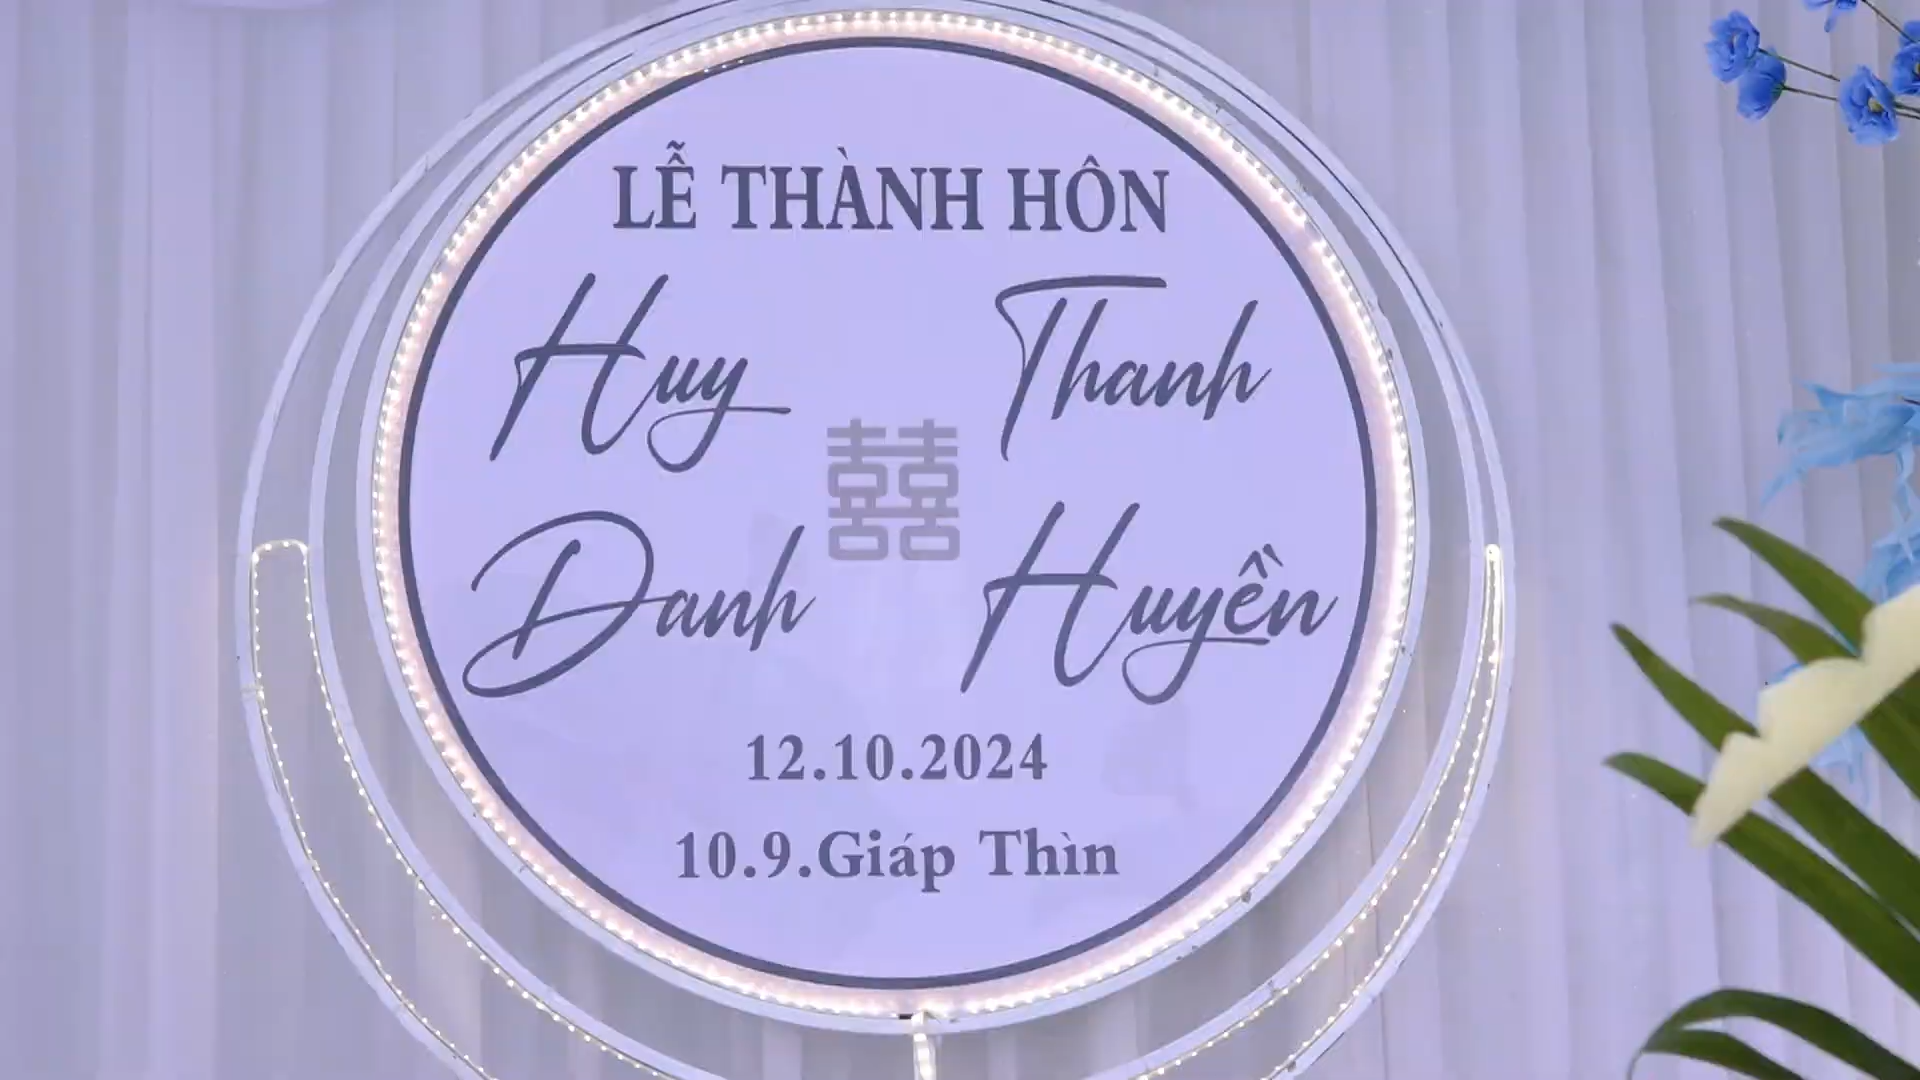 LỄ THÀNH HÔN
Huy Danh
囍
Thanh Huyền
12.10.2024
10.9.Giáp Thìn